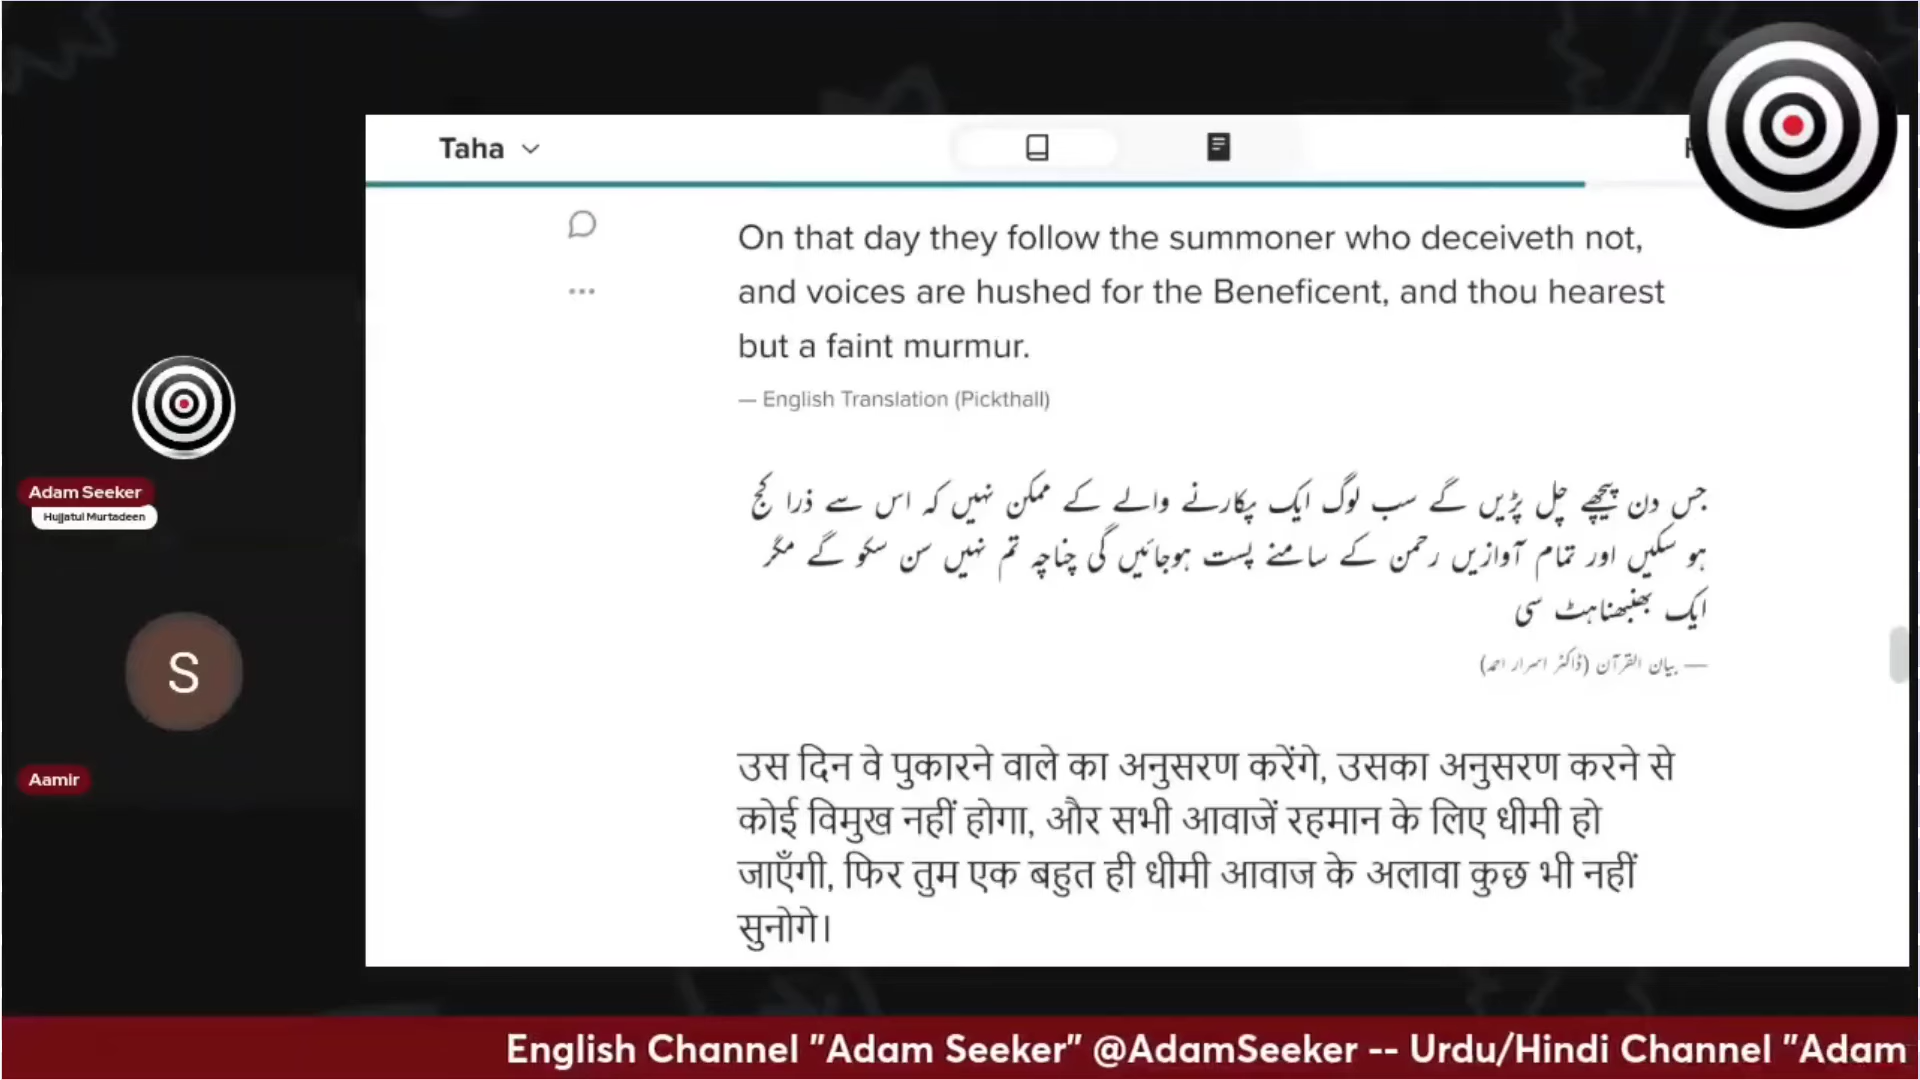 Taha
On that day they follow the summoner who deceiveth not,
and voices are hushed for the Beneficent, and thou hearest
but a faint murmur.
— English Translation (Pickthall)
جس دن پیچھے چل پڑیں گے سب لوگ ایک پکارنے والے کے ممکن نہیں کہ اس سے ذرا کجی
ہو سکیں اور تمام آوازیں رحمن کے سامنے پست ہوجائیں گی چناچہ تم نہیں سن سکو گے مگر
ایک بھنبھناہٹ سی
— بیان القرآن (ڈاکٹر اسرار احمد)
उस दिन वे पुकारने वाले का अनुसरण करेंगे, उसका अनुसरण करने से
कोई विमुख नहीं होगा, और सभी आवाजें रहमान के लिए धीमी हो
जाएँगी, फिर तुम एक बहुत ही धीमी आवाज के अलावा कुछ भी नहीं
सुनोगे।
Adam Seeker
Hujjatul Murtadeen
S
Aamir
English Channel "Adam Seeker" @AdamSeeker -- Urdu/Hindi Channel "Adam